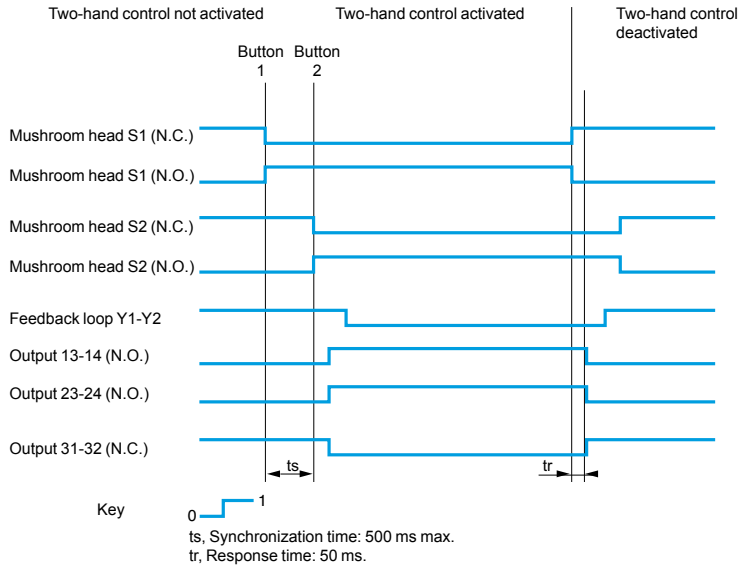 Two-hand control not activated
Two-hand control activated
Two-hand control
deactivated
Button
1
Button
2
Mushroom head S1 (N.C.)
Mushroom head S1 (N.O.)
Mushroom head S2 (N.C.)
Mushroom head S2 (N.O.)
Feedback loop Y1-Y2
Output 13-14 (N.O.)
Output 23-24 (N.O.)
Output 31-32 (N.C.)
ts
tr
Key
0
1
ts, Synchronization time: 500 ms max.
tr, Response time: 50 ms.